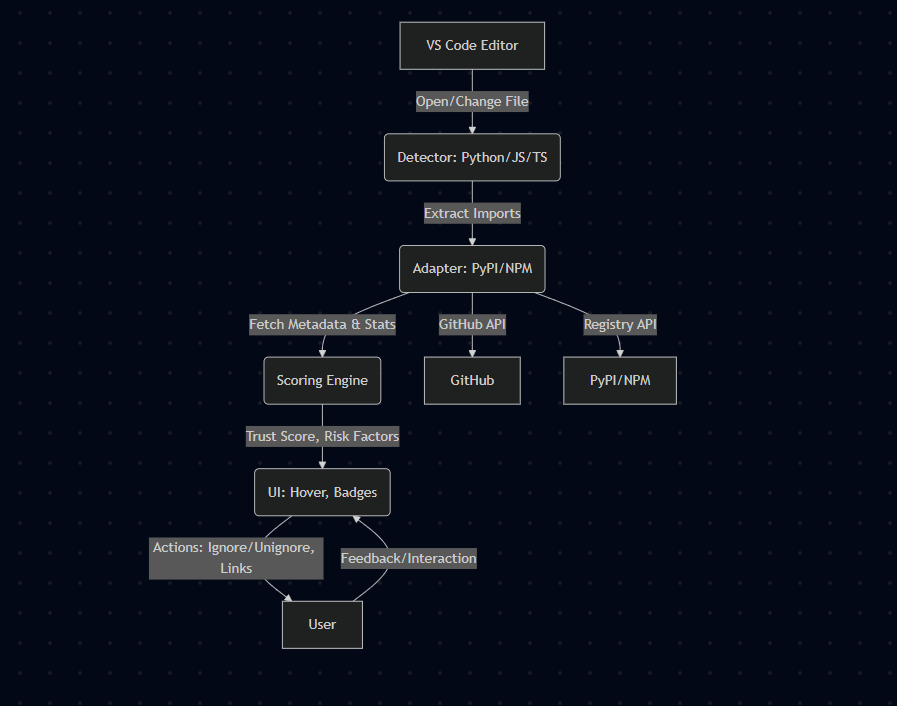 VS Code Editor
Open/Change File
Detector: Python/JS/TS
Extract Imports
Adapter: PyPI/NPM
Fetch Metadata & Stats
GitHub API
Registry API
Scoring Engine
GitHub
PyPI/NPM
Trust Score, Risk Factors
UI: Hover, Badges
Actions: Ignore/Unignore,
Links
Feedback/Interaction
User